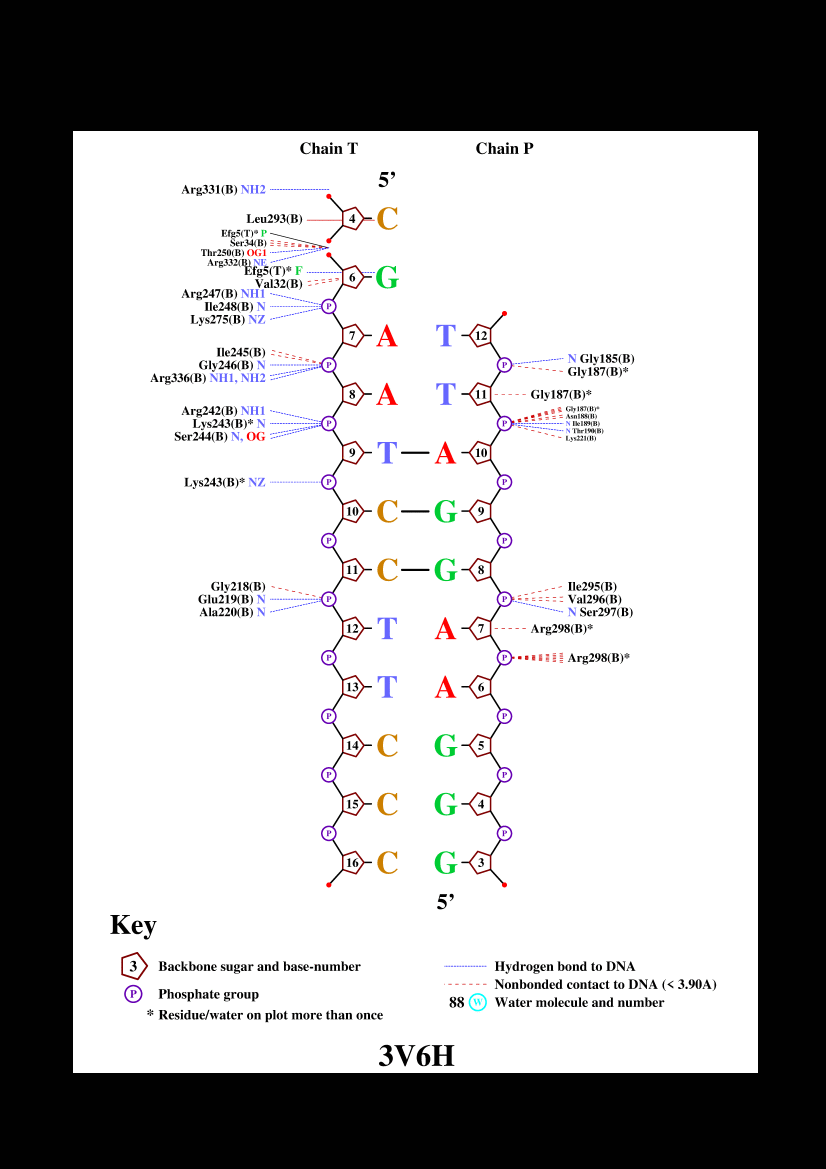 Chain T Chain P
5’
Arg331(B) NH2
Leu293(B) 4 C
Efg5(T)* P
Ser34(B)
Thr250(B) OG1
Arg332(B) NE
Efg5(T)* F 6 G
Val32(B)
Arg247(B) NH1
Ile248(B) N P
Lys275(B) NZ
7 A T 12
Ile245(B)
Gly246(B) N P P N Gly185(B)
Arg336(B) NH1, NH2 Gly187(B)*
8 A T 11 Gly187(B)*
Arg242(B) NH1 Gly187(B)*
Asn188(B)
Lys243(B)* N P P N Ile189(B)
N Thr190(B)
Ser244(B) N, OG Lys221(B)
9 T A 10
Lys243(B)* NZ P P
10 C G 9
P P
11 C G 8
Gly218(B) Ile295(B)
Glu219(B) N P P Val296(B)
Ala220(B) N N Ser297(B)
12 T A 7 Arg298(B)*
P P Arg298(B)*
13 T A 6
P P
14 C G 5
P P
15 C G 4
P P
16 C G 3
5’
Key
3 Backbone sugar and base-number Hydrogen bond to DNA
Nonbonded contact to DNA (< 3.90A)
P Phosphate group
88 W Water molecule and number
* Residue/water on plot more than once
3V6H